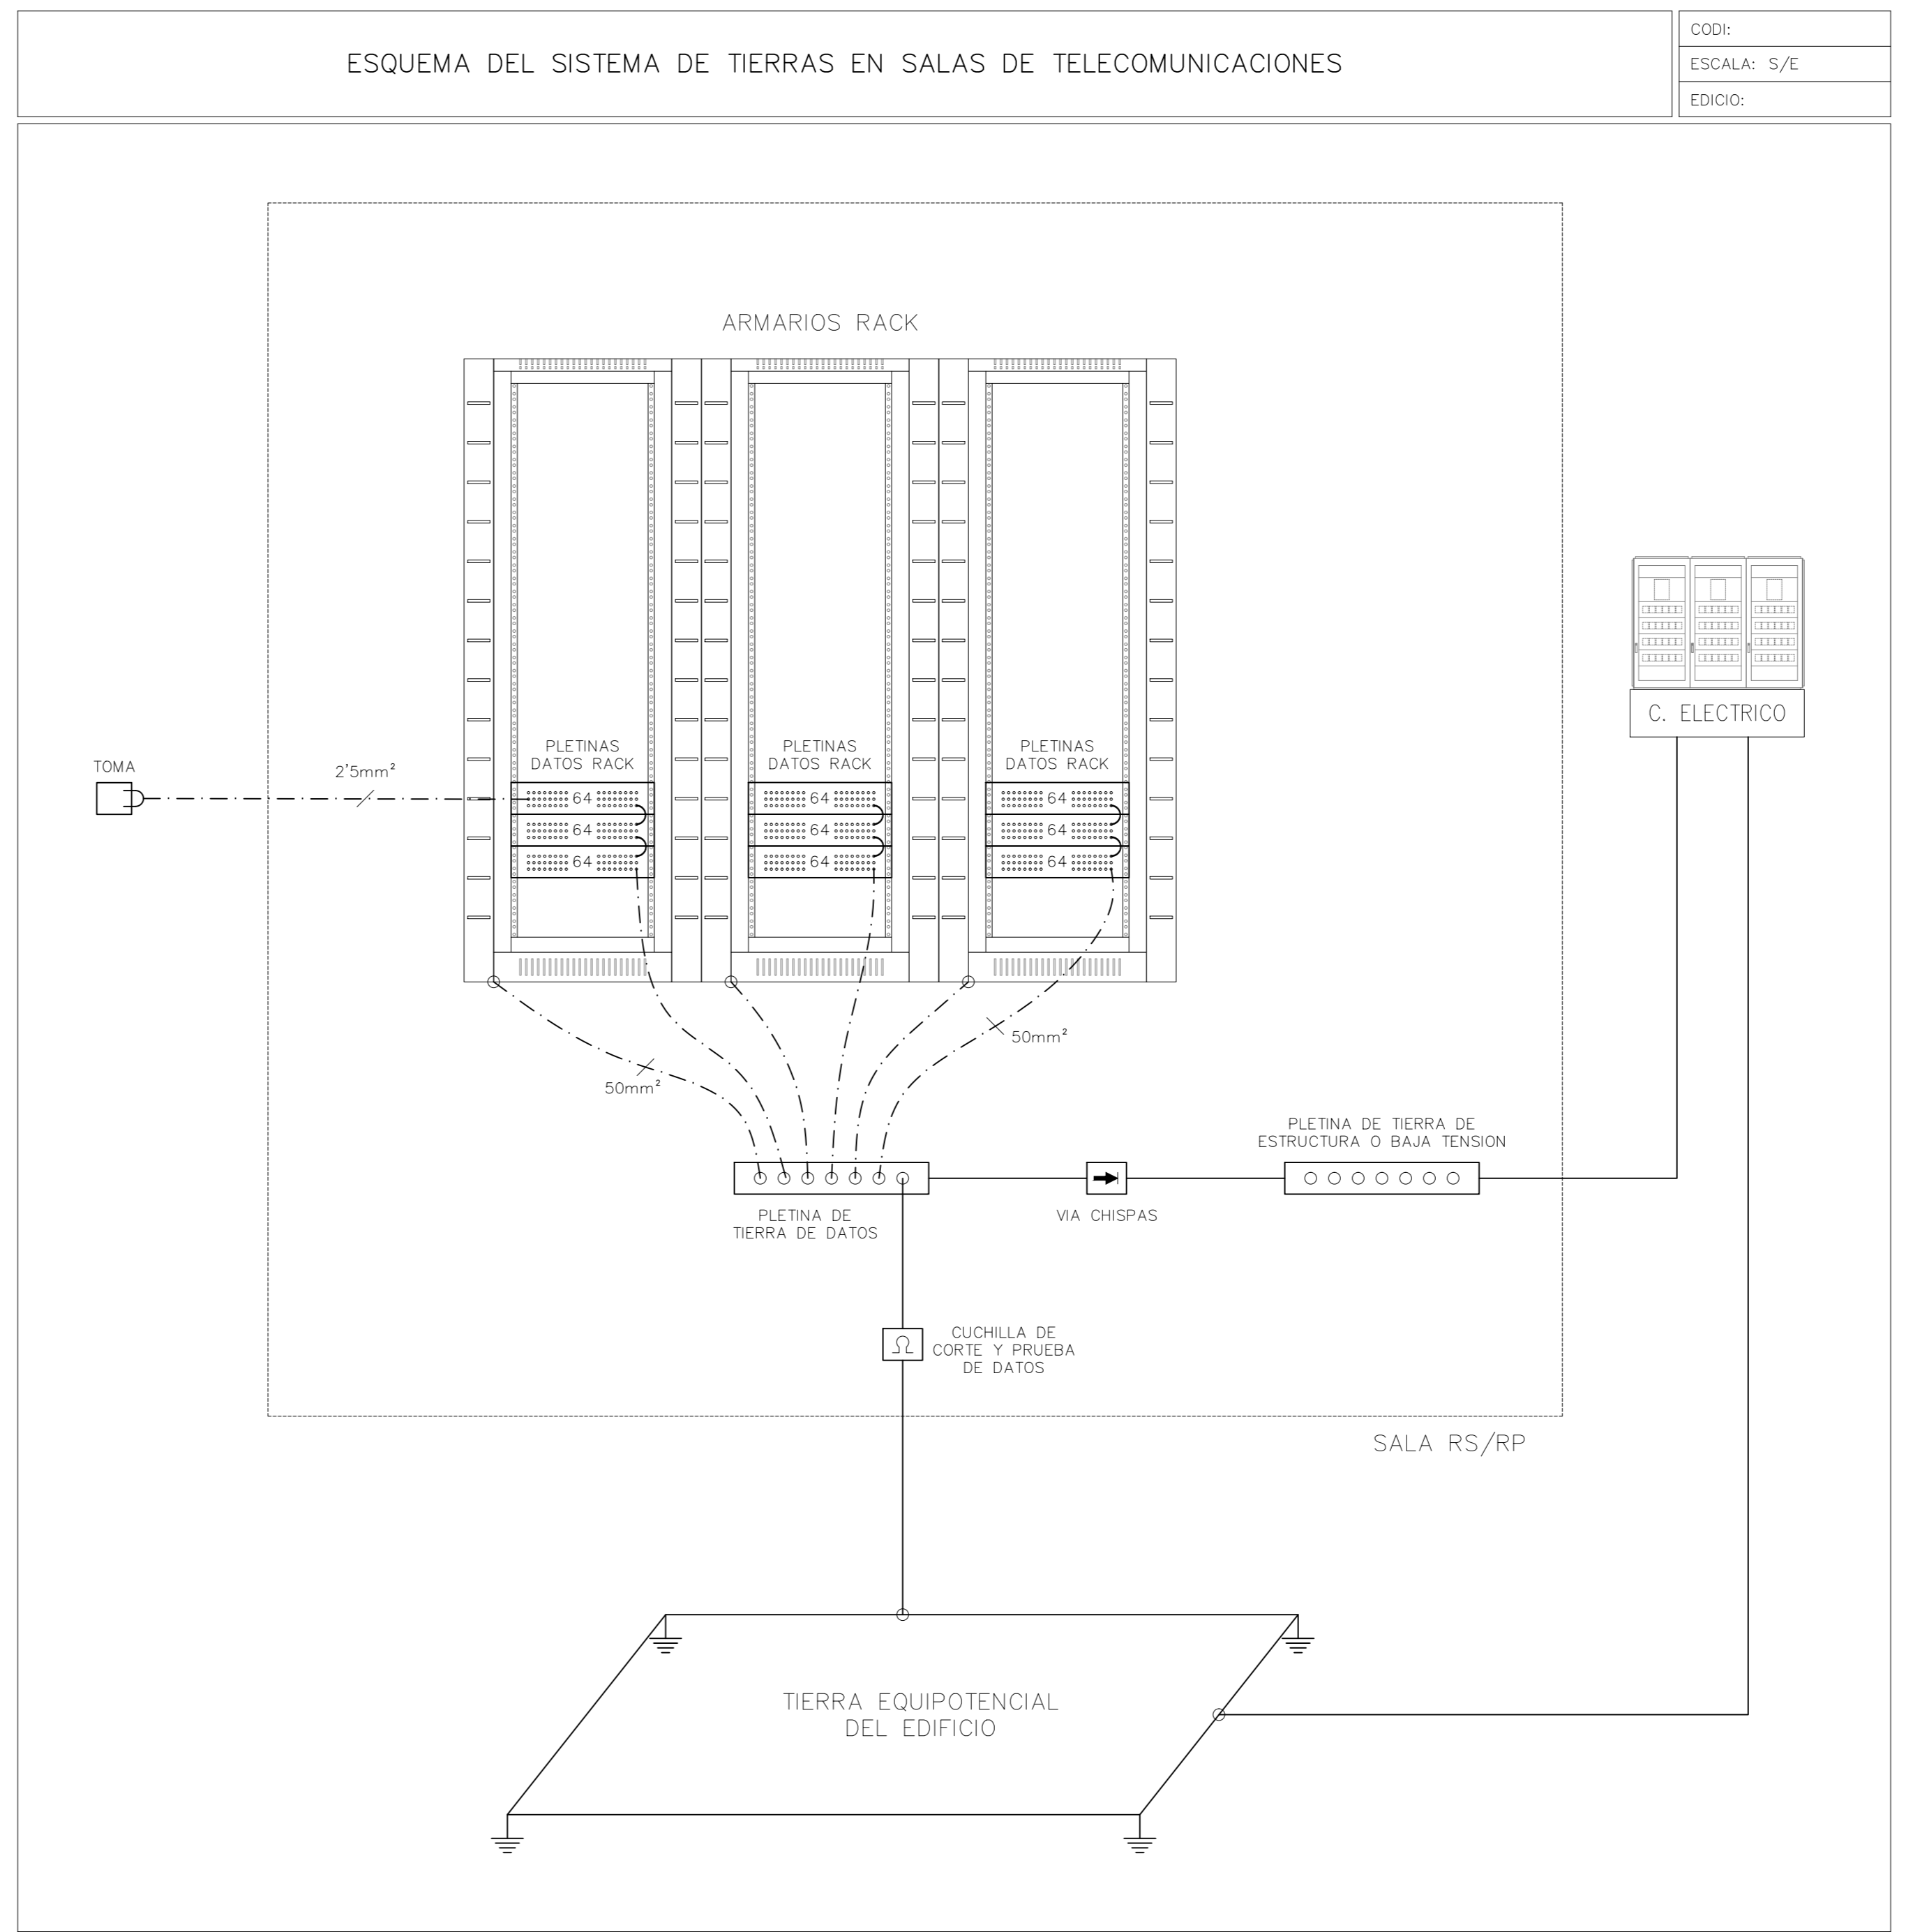 ESQUEMA DEL SISTEMA DE TIERRAS EN SALAS DE TELECOMUNICACIONES
CODI:
ESCALA: S/E
EDICIO:
ARMARIOS RACK
C. ELECTRICO
PLETINAS
DATOS RACK
PLETINAS
DATOS RACK
PLETINAS
DATOS RACK
TOMA
2'5mm²
64
64
64
64
64
64
64
64
64
50mm²
50mm²
PLETINA DE TIERRA DE
ESTRUCTURA O BAJA TENSION
PLETINA DE
TIERRA DE DATOS
VIA CHISPAS
Ω
CUCHILLA DE
CORTE Y PRUEBA
DE DATOS
SALA RS/RP
TIERRA EQUIPOTENCIAL
DEL EDIFICIO